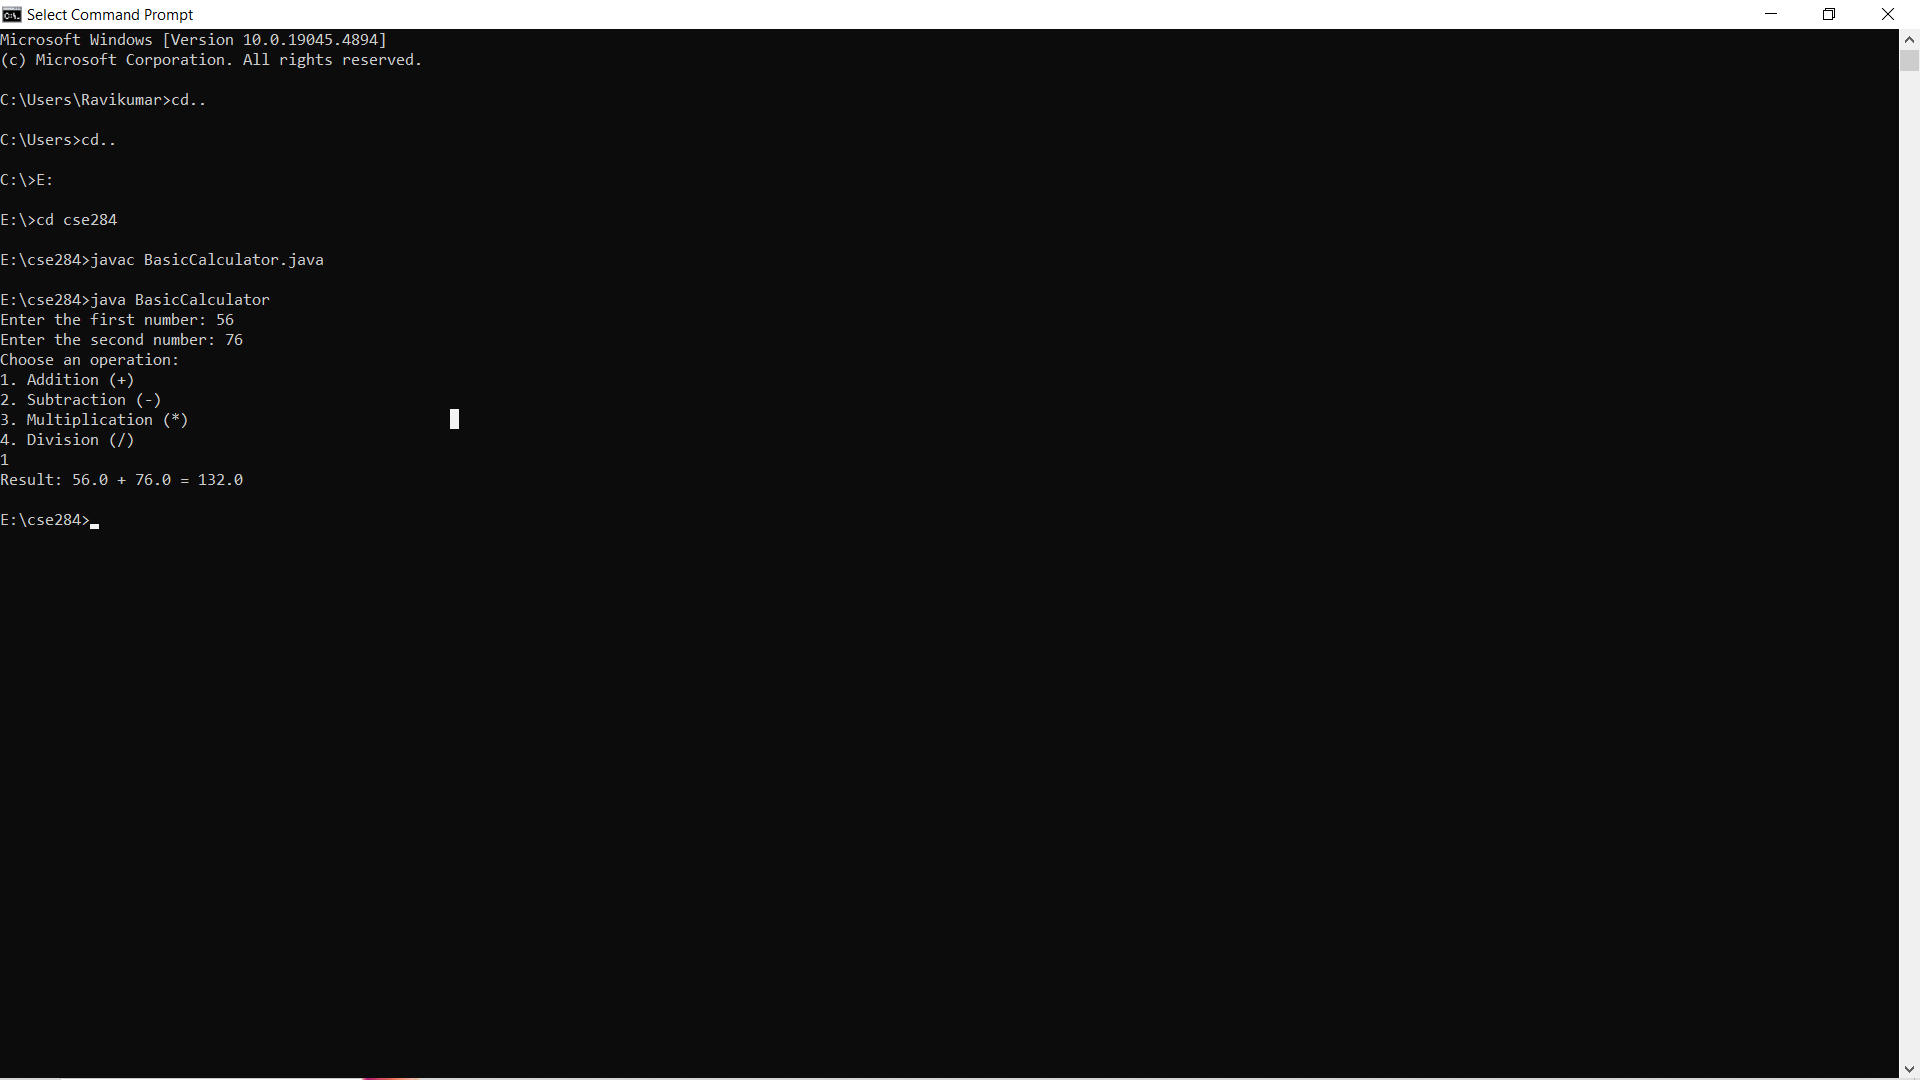 Select Command Prompt
Microsoft Windows [Version 10.0.19045.4894]
(c) Microsoft Corporation. All rights reserved.
C:\Users\Ravikumar>cd..
C:\Users>cd..
C:\>E:
E:\>cd cse284
E:\cse284>javac BasicCalculator.java
E:\cse284>java BasicCalculator
Enter the first number: 56
Enter the second number: 76
Choose an operation:
1. Addition (+)
2. Subtraction (-)
3. Multiplication (*)
4. Division (/)
1
Result: 56.0 + 76.0 = 132.0
E:\cse284>